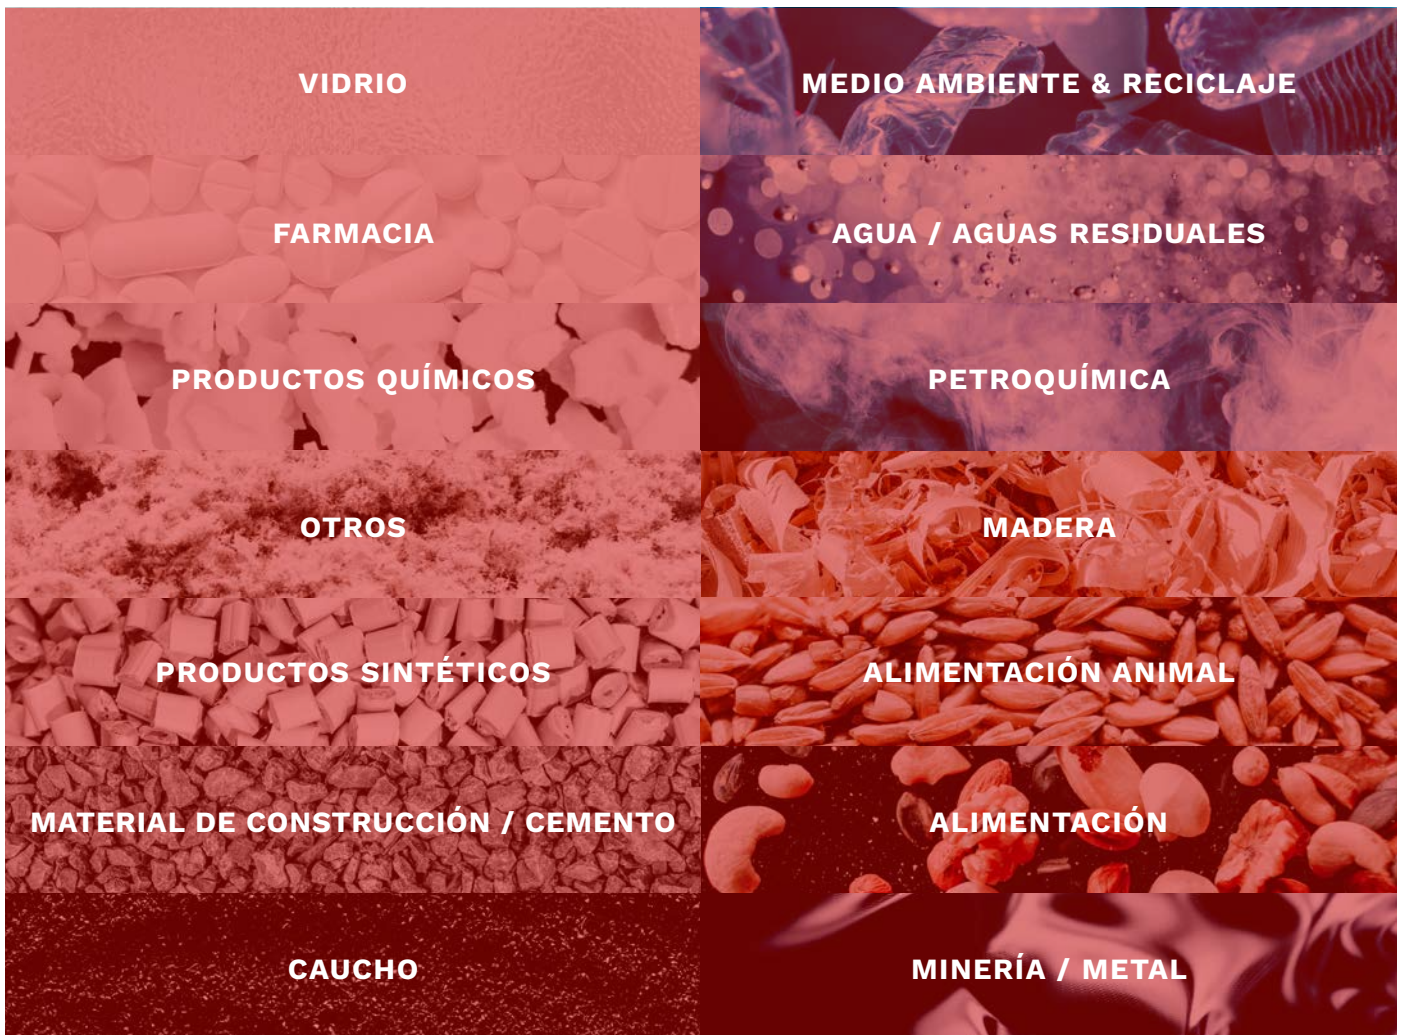 VIDRIO
MEDIO AMBIENTE & RECICLAJE
FARMACIA
AGUA / AGUAS RESIDUALES
PRODUCTOS QUÍMICOS
PETROQUÍMICA
OTROS
MADERA
PRODUCTOS SINTÉTICOS
ALIMENTACIÓN ANIMAL
MATERIAL DE CONSTRUCCIÓN / CEMENTO
ALIMENTACIÓN
CAUCHO
MINERÍA / METAL